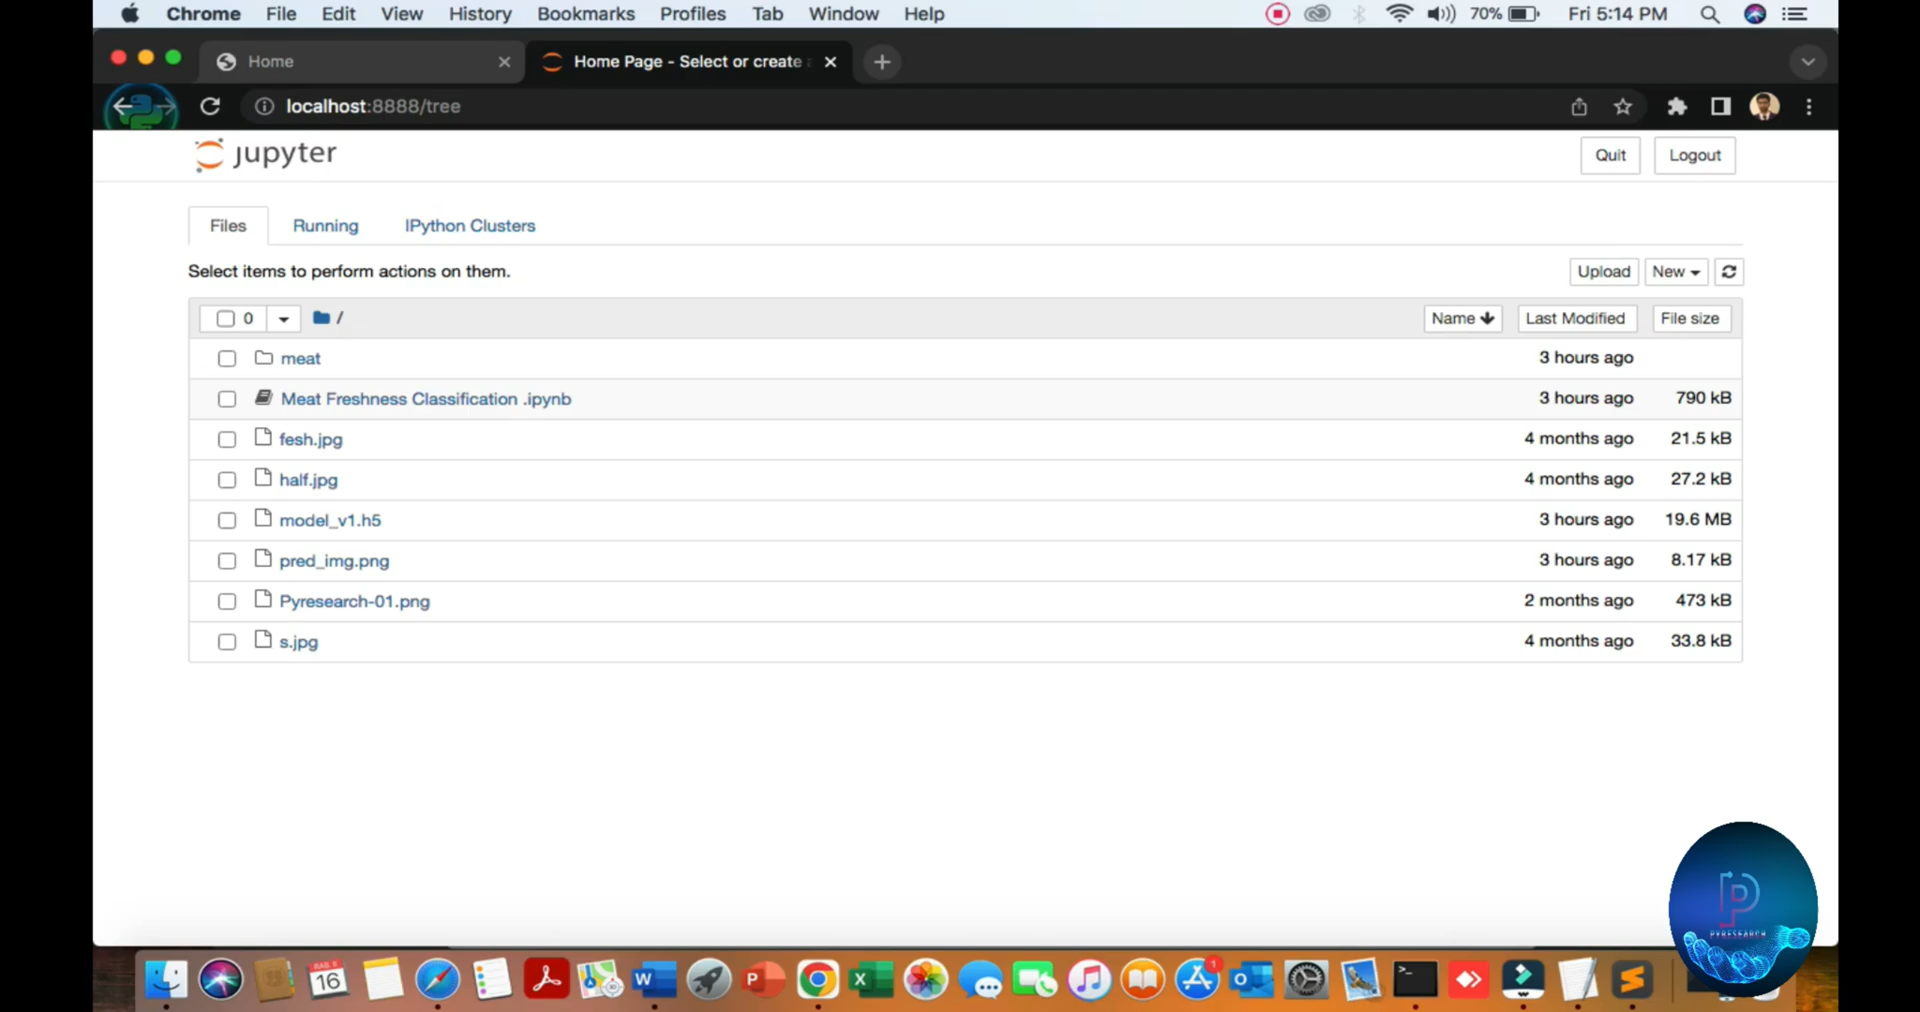 Chrome File Edit View History Bookmarks Profiles Tab Window Help 70% Fri 5:14 PM
Home
Home Page - Select or create
localhost:8888/tree
jupyter
Quit Logout
Files Running IPython Clusters
Select items to perform actions on them.
Upload New
0 / Name Last Modified File size
meat 3 hours ago
Meat Freshness Classification .ipynb 3 hours ago 790 kB
fesh.jpg 4 months ago 21.5 kB
half.jpg 4 months ago 27.2 kB
model_v1.h5 3 hours ago 19.6 MB
pred_img.png 3 hours ago 8.17 kB
Pyresearch-01.png 2 months ago 473 kB
s.jpg 4 months ago 33.8 kB
PYRESEARCH
16
W
P
X
1
O